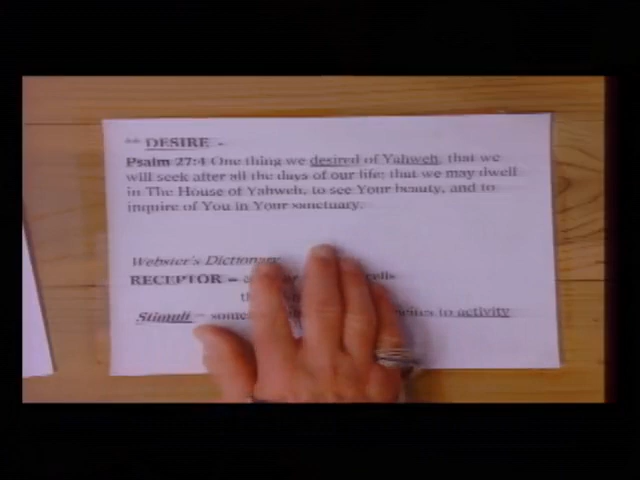 ** DESIRE -
Psalm 27:4 One thing we desired of Yahweh, that we
will seek after all the days of our life; that we may dwell
in The House of Yahweh, to see Your beauty, and to
inquire of You in Your sanctuary.
Webster's Dictionary
RECEPTOR –
Stimuli – to activity